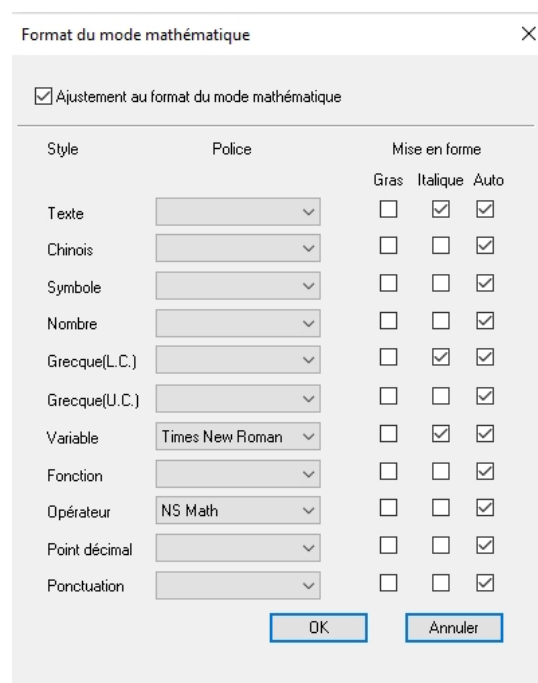 Format du mode mathématique
Ajustement au format du mode mathématique
Style Police Mise en forme
Gras Italique Auto
Texte
Chinois
Symbole
Nombre
Grecque(L.C.)
Grecque(U.C.)
Variable Times New Roman
Fonction
Opérateur NS Math
Point décimal
Ponctuation
OK Annuler